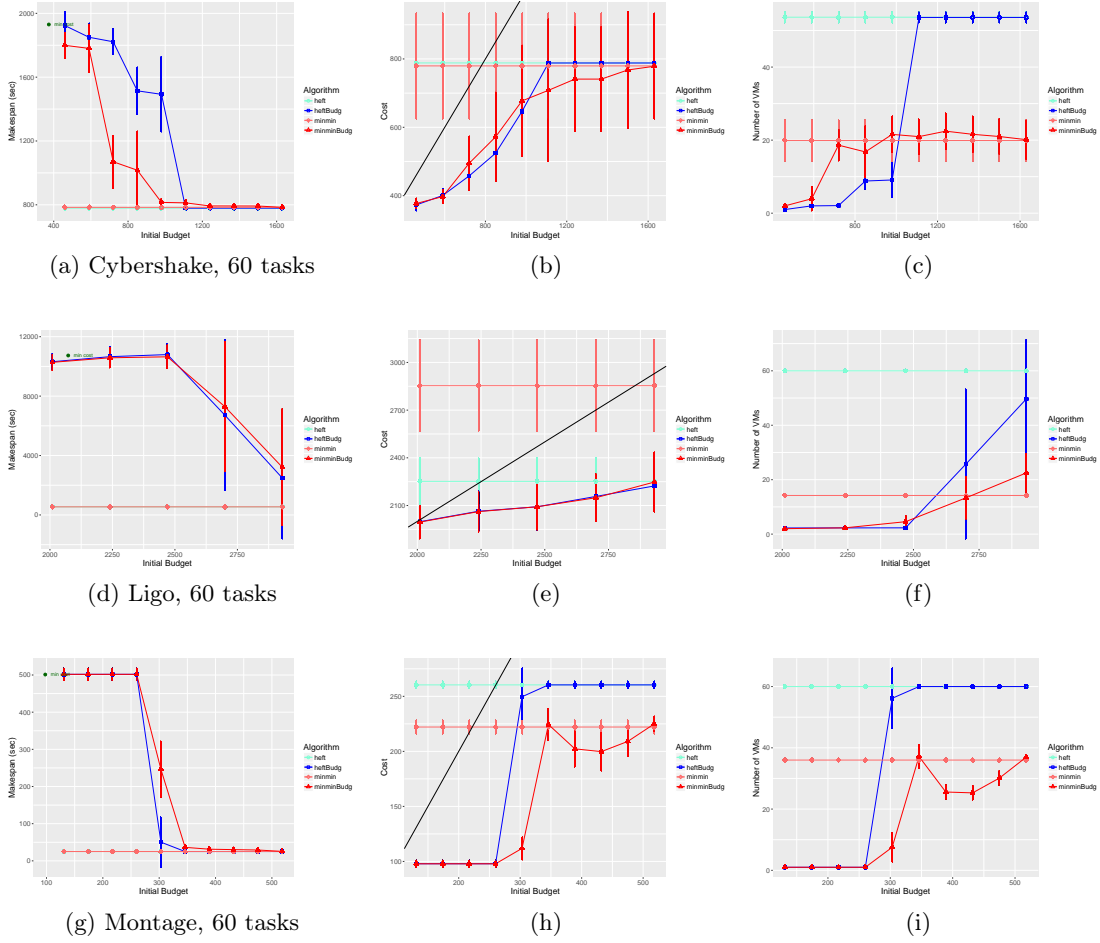 2000
1600
1200
800
Makespan (sec)
min cost
400
800
1200
1600
Initial Budget
Algorithm
heft
heftBudg
minmin
minminBudg
(a) Cybershake, 60 tasks
800
600
400
Cost
800
1200
1600
Initial Budget
Algorithm
heft
heftBudg
minmin
minminBudg
(b)
40
20
0
Number of VMs
400
800
1200
1600
Initial Budget
Algorithm
heft
heftBudg
minmin
minminBudg
(c)
12000
8000
4000
0
Makespan (sec)
min cost
2000
2250
2500
2750
Initial Budget
Algorithm
heft
heftBudg
minmin
minminBudg
(d) Ligo, 60 tasks
3000
2700
2400
2100
Cost
2000
2250
2500
2750
Initial Budget
Algorithm
heft
heftBudg
minmin
minminBudg
(e)
60
40
20
0
Number of VMs
2000
2250
2500
2750
Initial Budget
Algorithm
heft
heftBudg
minmin
minminBudg
(f)
500
400
300
200
100
0
Makespan (sec)
min
100
200
300
400
500
Initial Budget
Algorithm
heft
heftBudg
minmin
minminBudg
(g) Montage, 60 tasks
250
200
150
100
Cost
200
300
400
500
Initial Budget
Algorithm
heft
heftBudg
minmin
minminBudg
(h)
60
40
20
0
Number of VMs
200
300
400
500
Initial Budget
Algorithm
heft
heftBudg
minmin
minminBudg
(i)